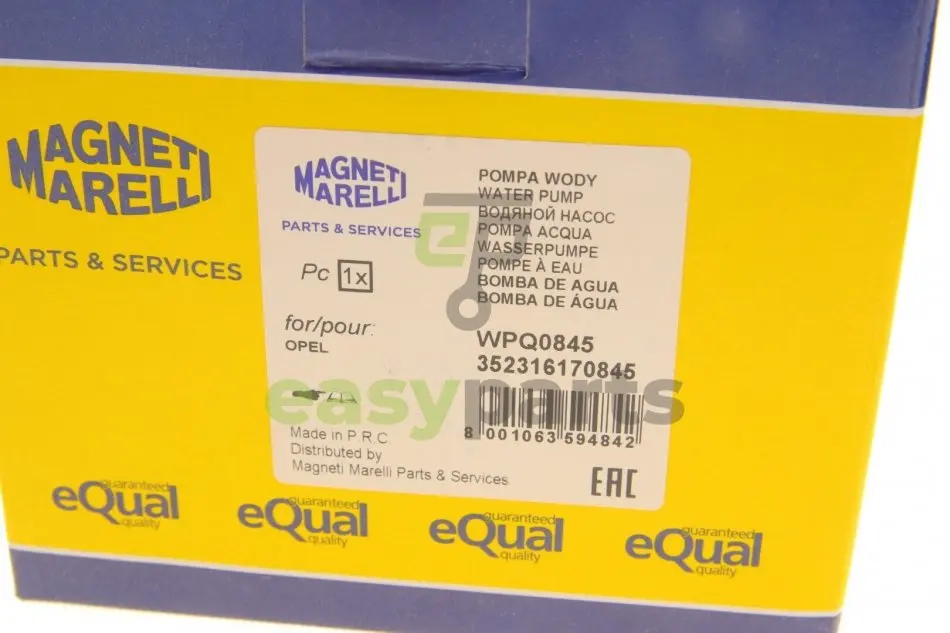 MAGNETI
MARELLI
PARTS & SERVICES
MAGNETI
MARELLI
PARTS & SERVICES
Pc 1x
for/pour:
OPEL
POMPA WODY
WATER PUMP
ВОДЯНОЙ НАСОС
POMPA ACQUA
WASSERPUMPE
POMPE À EAU
BOMBA DE AGUA
BOMBA DE ÁGUA
WPQ0845
352316170845
8 001063 594842
Made in P.R.C.
Distributed by
Magneti Marelli Parts & Services
EAC
ep
easyparts
guaranteed
eQual
quality
guaranteed
eQual
quality
guaranteed
eQual
quality
guaranteed
eQual
quality